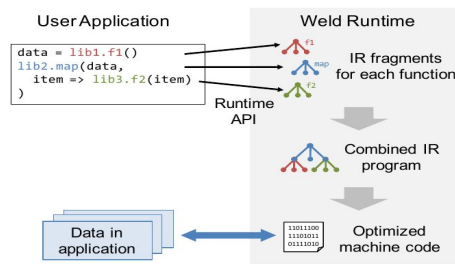 User Application
Weld Runtime
data = lib1.f1()
lib2.map(data,
item => lib3.f2(item)
)
f1
map
f2
IR fragments
for each function
Runtime
API
Combined IR
program
Data in
application
11011100
11101011
01111010
Optimized
machine code